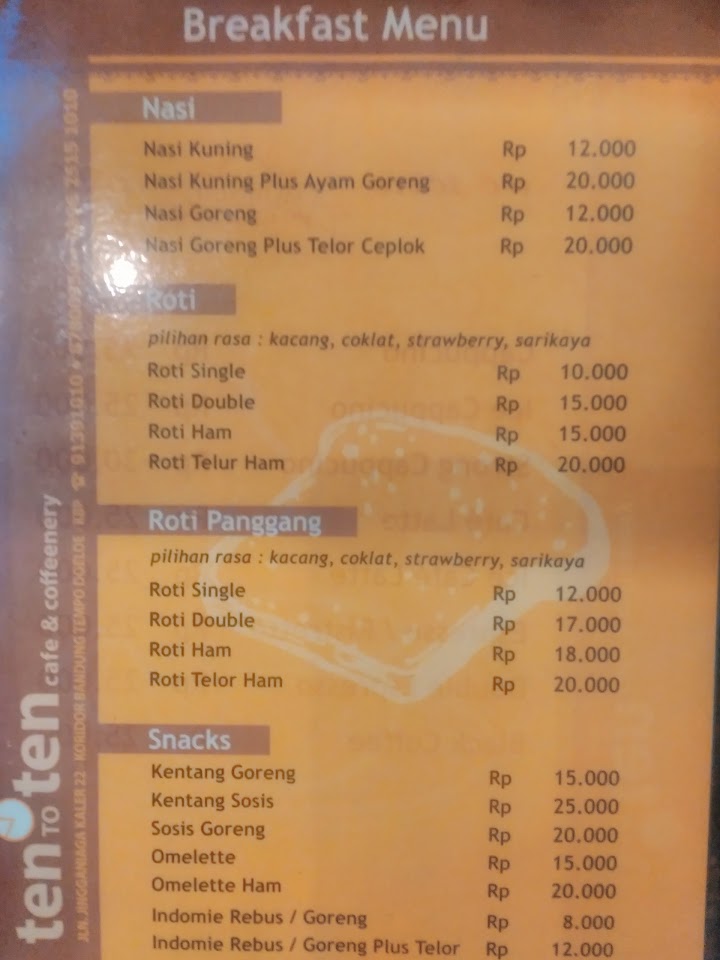 Breakfast Menu
Nasi
Nasi Kuning Rp 12.000
Nasi Kuning Plus Ayam Goreng Rp 20.000
Nasi Goreng Rp 12.000
Nasi Goreng Plus Telor Ceplok Rp 20.000
Roti
pilihan rasa : kacang, coklat, strawberry, sarikaya
Roti Single Rp 10.000
Roti Double Rp 15.000
Roti Ham Rp 15.000
Roti Telur Ham Rp 20.000
Roti Panggang
pilihan rasa : kacang, coklat, strawberry, sarikaya
Roti Single Rp 12.000
Roti Double Rp 17.000
Roti Ham Rp 18.000
Roti Telor Ham Rp 20.000
Snacks
Kentang Goreng Rp 15.000
Kentang Sosis Rp 25.000
Sosis Goreng Rp 20.000
Omelette Rp 15.000
Omelette Ham Rp 20.000
Indomie Rebus / Goreng Rp 8.000
Indomie Rebus / Goreng Plus Telor Rp 12.000
ten TO ten cafe & coffeenery
KORIDOR BANDUNG TEMPO DOELOE KBP